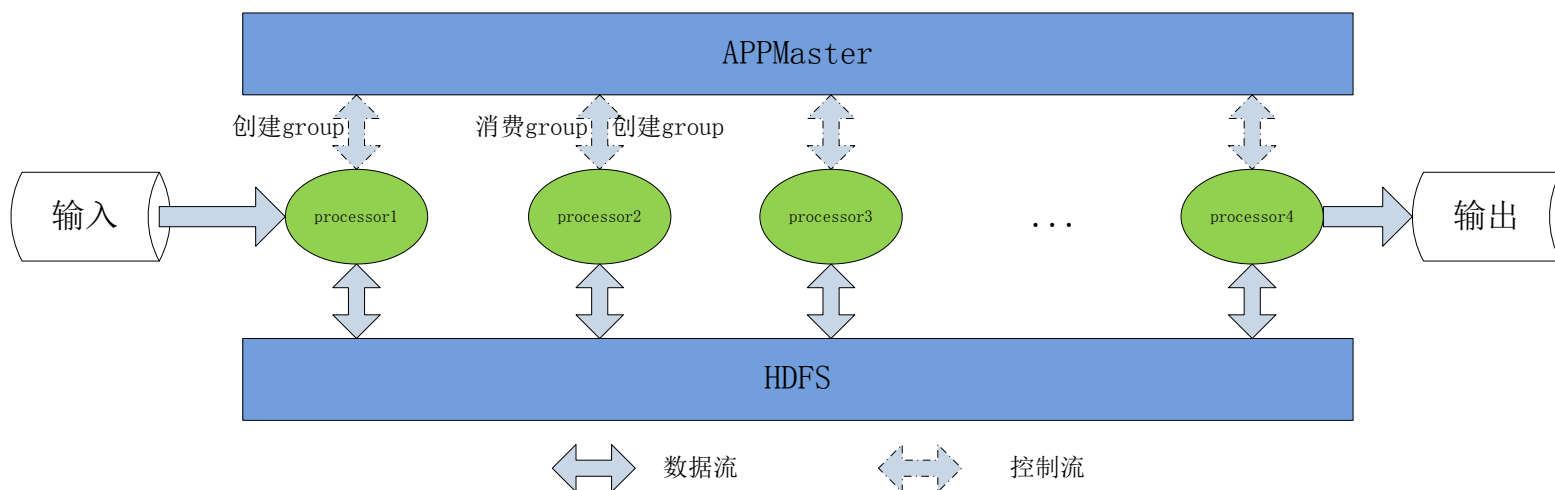 APPMaster
创建group
消费group
创建group
输入
processor1
processor2
processor3
...
processor4
输出
HDFS
数据流
控制流